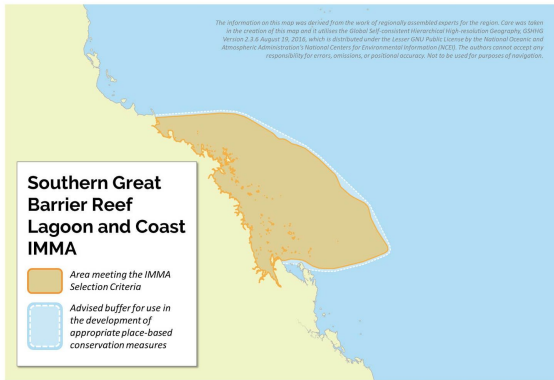 The information on this map was derived from the work of regionally assembled experts for the region. Care was taken
in the creation of this map and it utilises the Global Self-consistent Hierarchical High-resolution Geography, GSHHG
Version 2.3.6 August 19, 2016, which is distributed under the Lesser GNU Public License by the National Oceanic and
Atmospheric Administration's National Centers for Environmental Information (NCEI). The authors cannot accept any
responsibility for errors, omissions, or positional accuracy. Not to be used for purposes of navigation.
Southern Great
Barrier Reef
Lagoon and Coast
IMMA
Area meeting the IMMA
Selection Criteria
Advised buffer for use in
the development of
appropriate place-based
conservation measures